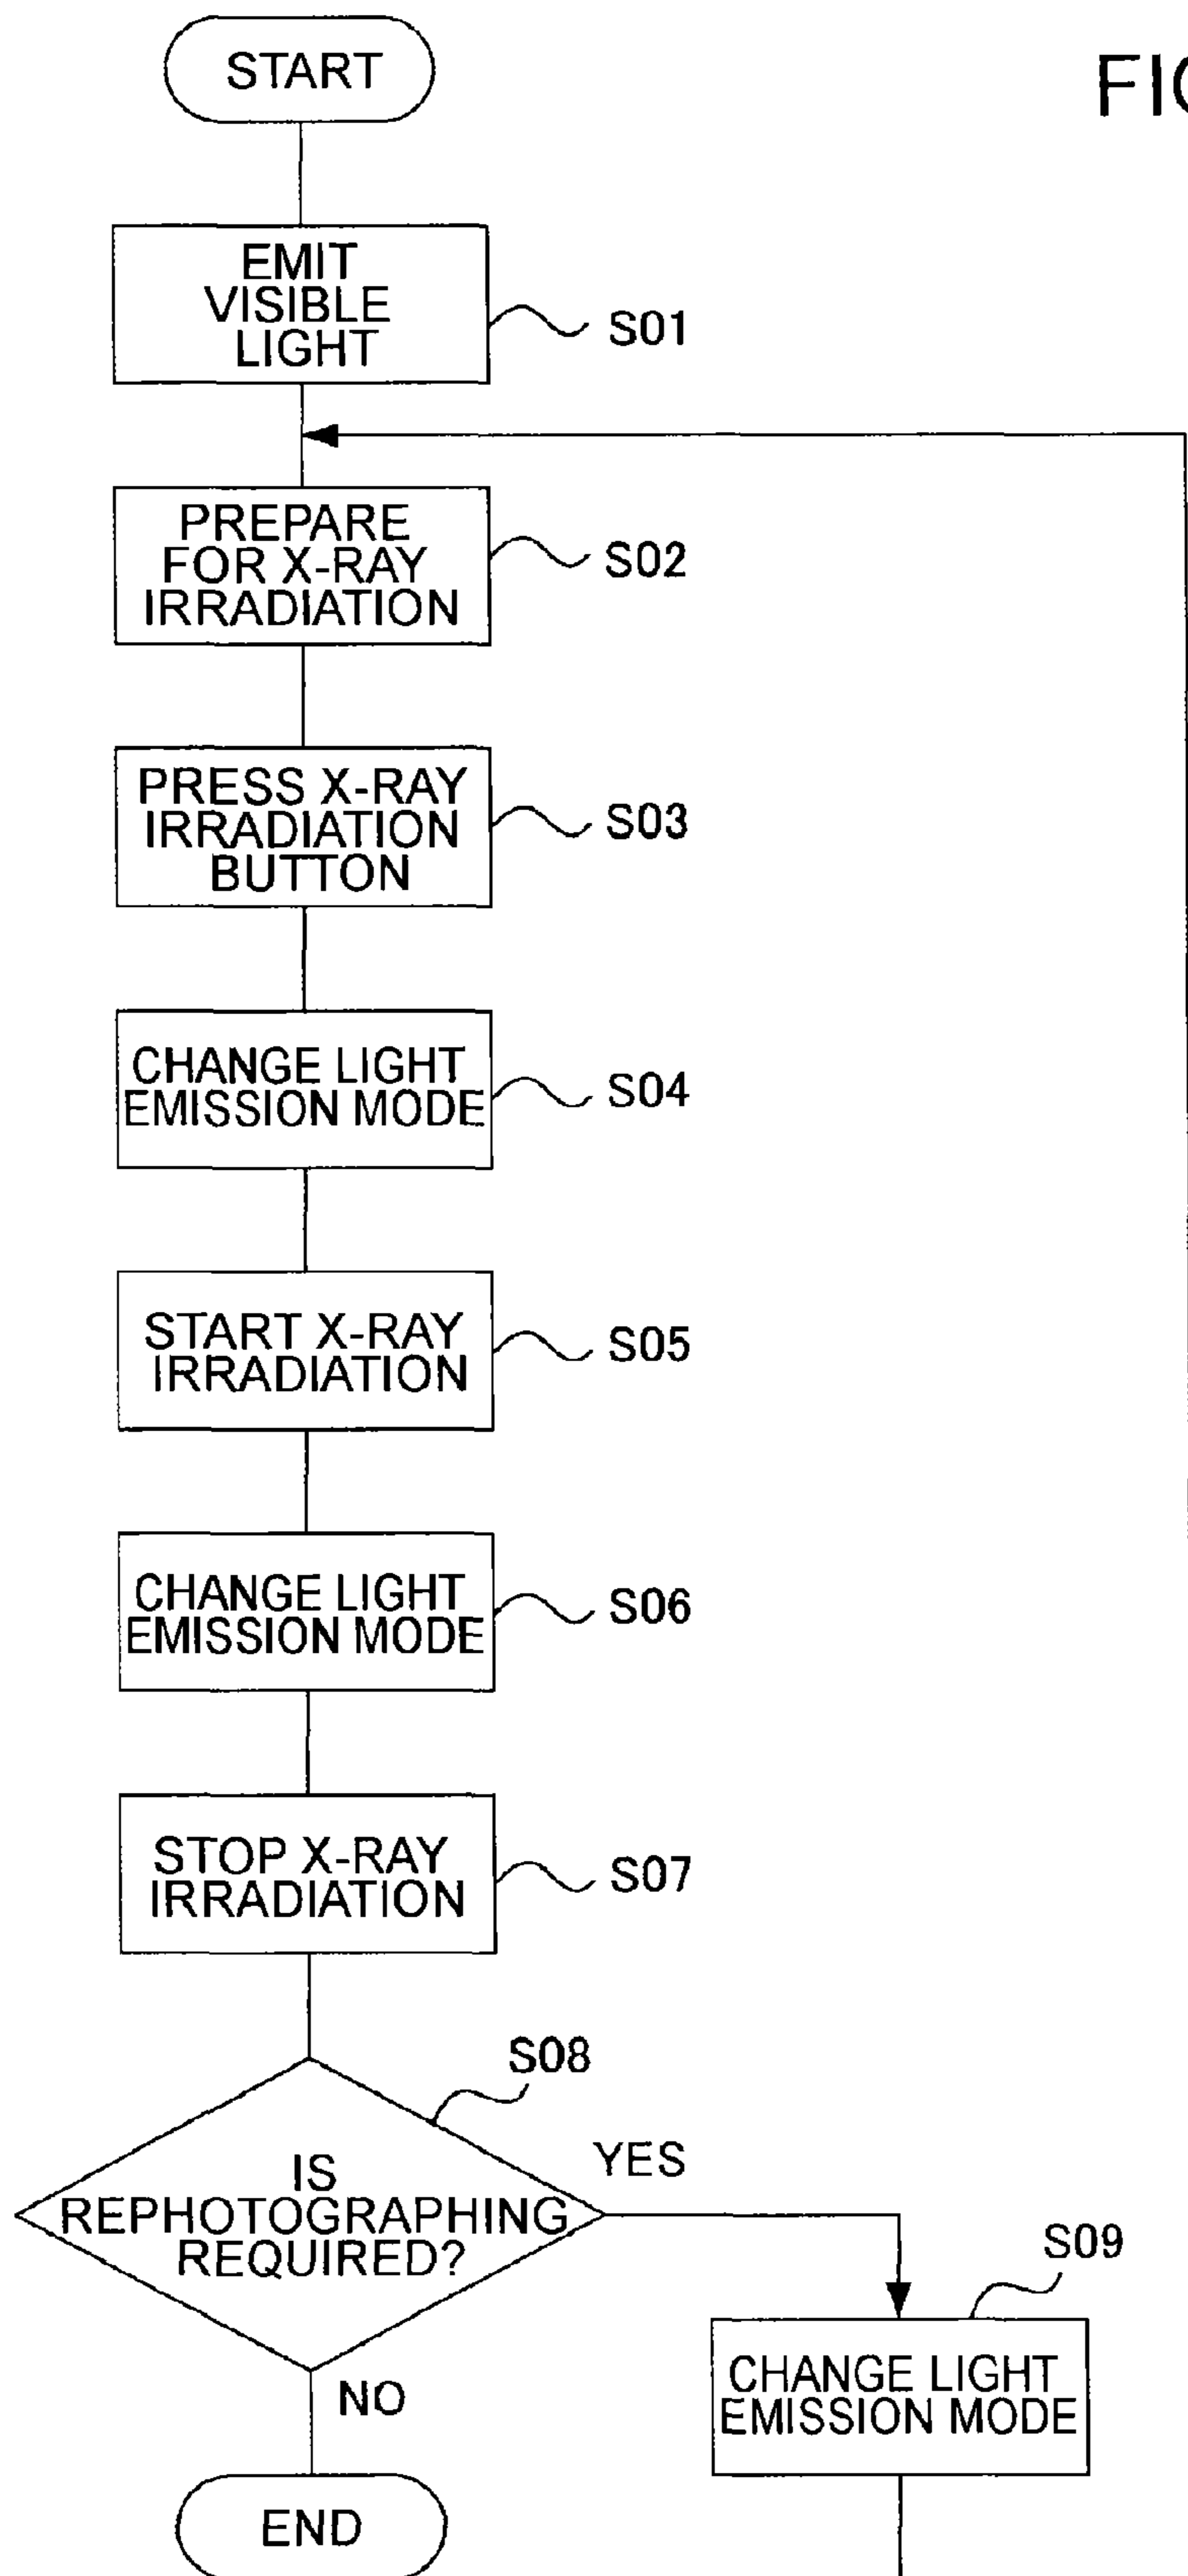 START
FIG
EMIT
VISIBLE
LIGHT
S01
PREPARE
FOR X-RAY
IRRADIATION
S02
PRESS X-RAY
IRRADIATION
BUTTON
S03
CHANGE LIGHT
EMISSION MODE
S04
START X-RAY
IRRADIATION
S05
CHANGE LIGHT
EMISSION MODE
S06
STOP X-RAY
IRRADIATION
S07
S08
IS
REPHOTOGRAPHING
REQUIRED?
YES
S09
CHANGE LIGHT
EMISSION MODE
NO
END